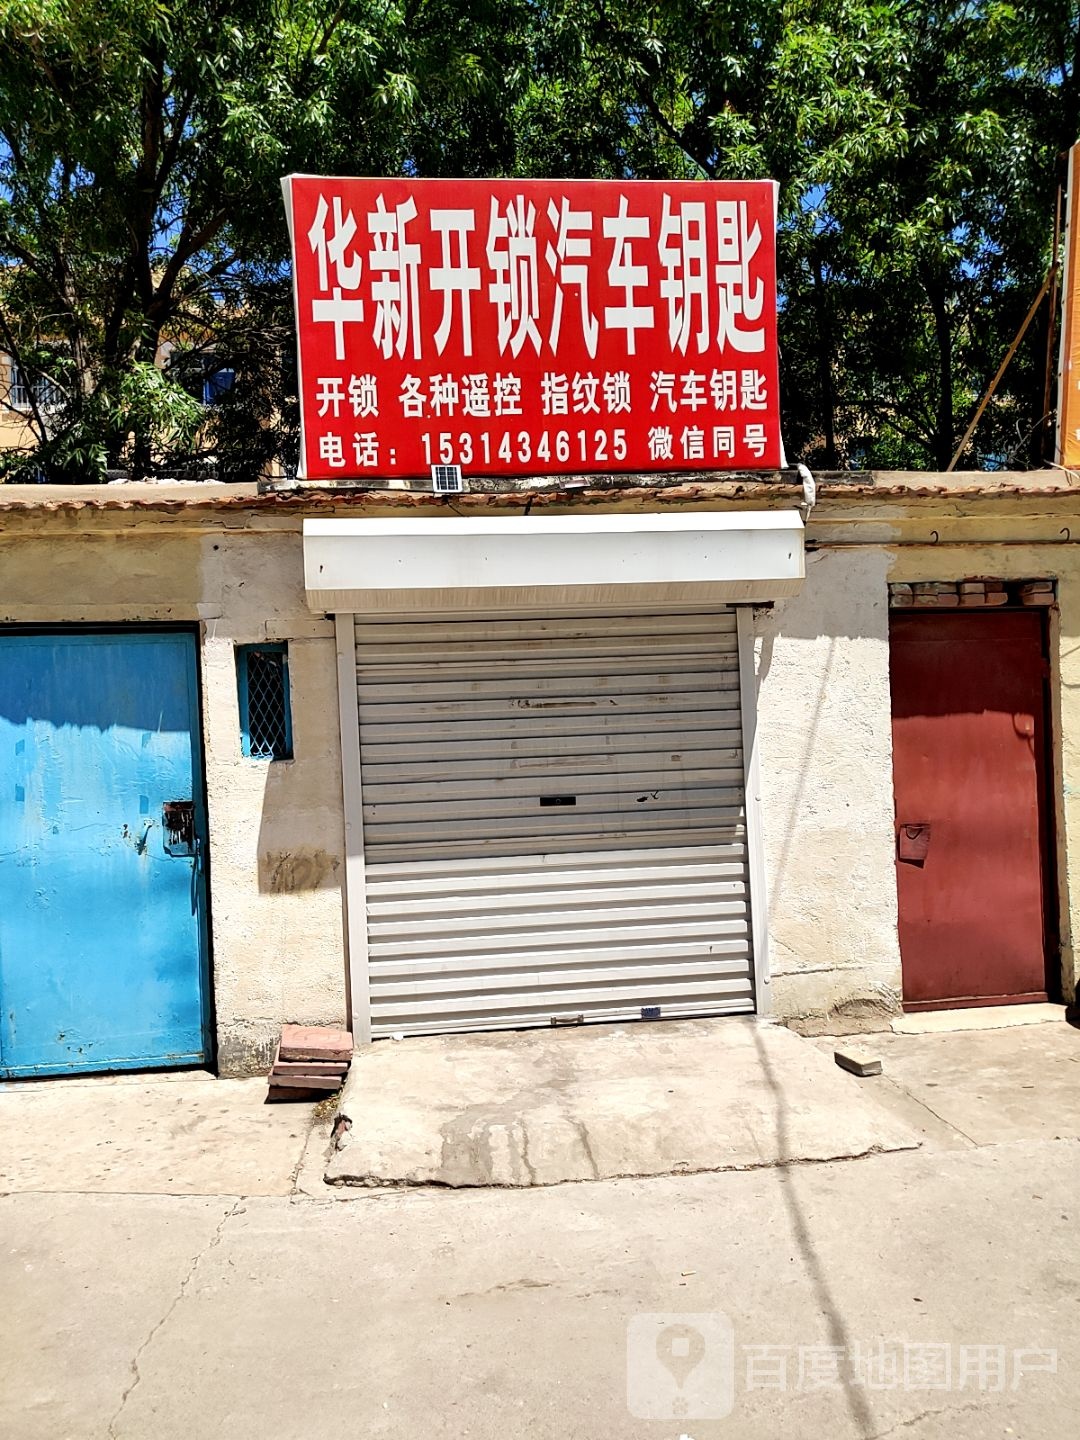 华新开锁汽车钥匙
开锁 各种遥控 指纹锁 汽车钥匙
电话：15314346125 微信同号
百度地图用户